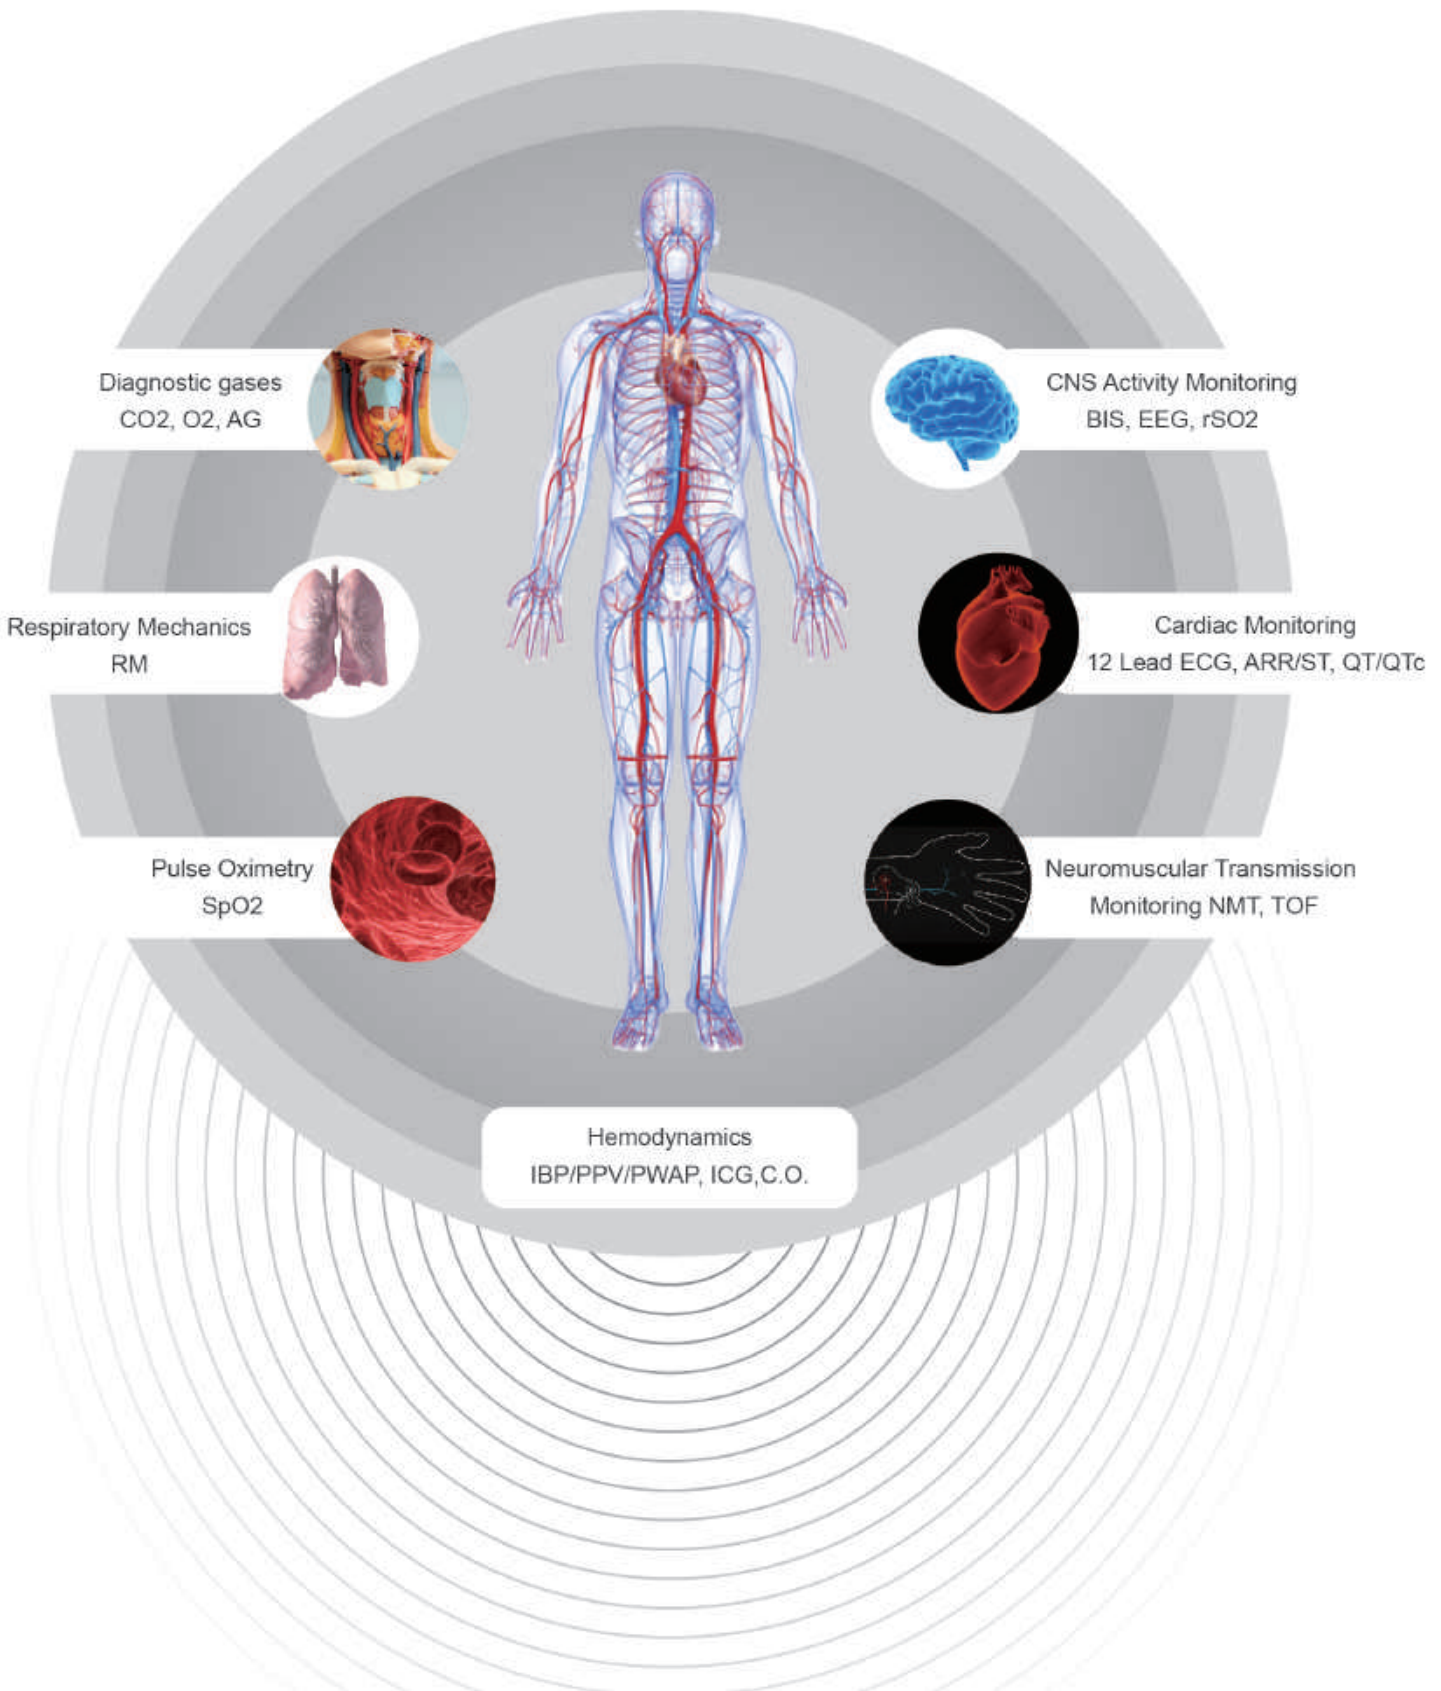 Diagnostic gases
CO2, O2, AG
CNS Activity Monitoring
BIS, EEG, rSO2
Respiratory Mechanics
RM
Cardiac Monitoring
12 Lead ECG, ARR/ST, QT/QTc
Pulse Oximetry
SpO2
Neuromuscular Transmission
Monitoring NMT, TOF
Hemodynamics
IBP/PPV/PWAP, ICG,C.O.